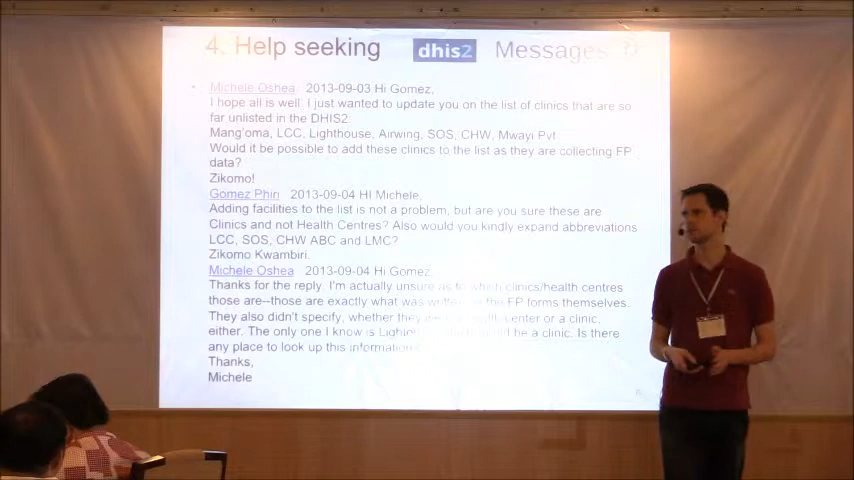 4. Help seeking dhis2 Messages
Michele Oshea 2013-09-03 Hi Gomez,
I hope all is well. I just wanted to update you on the list of clinics that are so
far unlisted in the DHIS2:
Mang'oma, LCC, Lighthouse, Airwing, SOS, CHW, Mwayi Pvt
Would it be possible to add these clinics to the list as they are collecting FP
data?
Zikomo!
Gomez Phiri 2013-09-04 HI Michele,
Adding facilities to the list is not a problem, but are you sure these are
Clinics and not Health Centres? Also would you kindly expand abbreviations
LCC, SOS, CHW ABC and LMC?
Zikomo Kwambiri.
Michele Oshea 2013-09-04 Hi Gomez,
Thanks for the reply. I'm actually unsure as to which clinics/health centres
those are--those are exactly what was the FP forms themselves.
They also didn't specify, whether they center or a clinic,
either. The only one I know is be a clinic. Is there
any place to look up this information
Thanks,
Michele